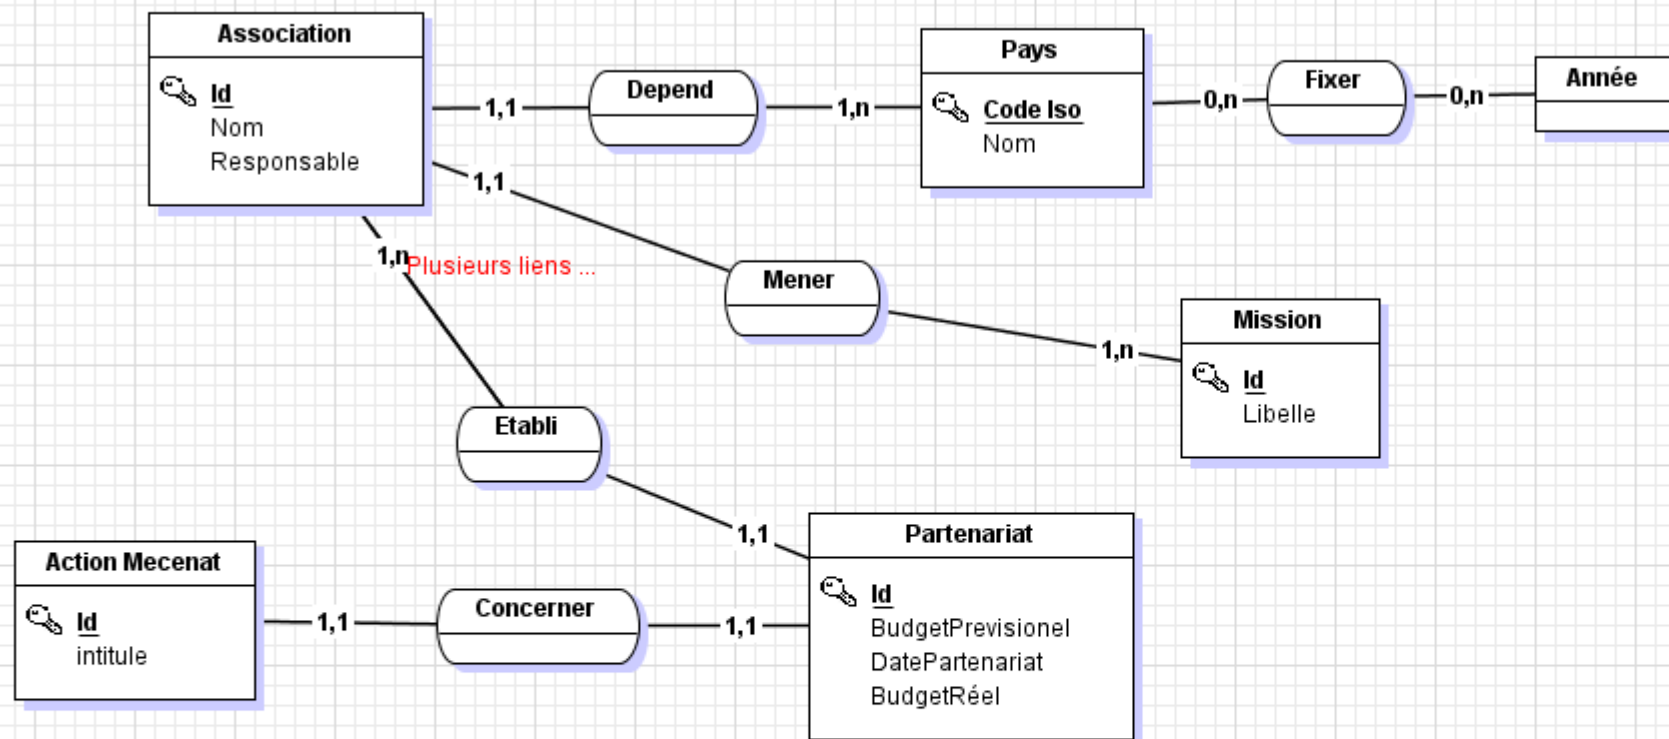 Association
Id
Nom
Responsable
1,1
Depend
1,n
Pays
Code Iso
Nom
0,n
Fixer
0,n
Année
1,1
1,n
Plusieurs liens ...
Mener
1,n
Mission
Id
Libelle
Etabli
1,1
Partenariat
Id
BudgetPrevisionel
DatePartenariat
BudgetRéel
Action Mecenat
Id
intitule
1,1
Concerner
1,1